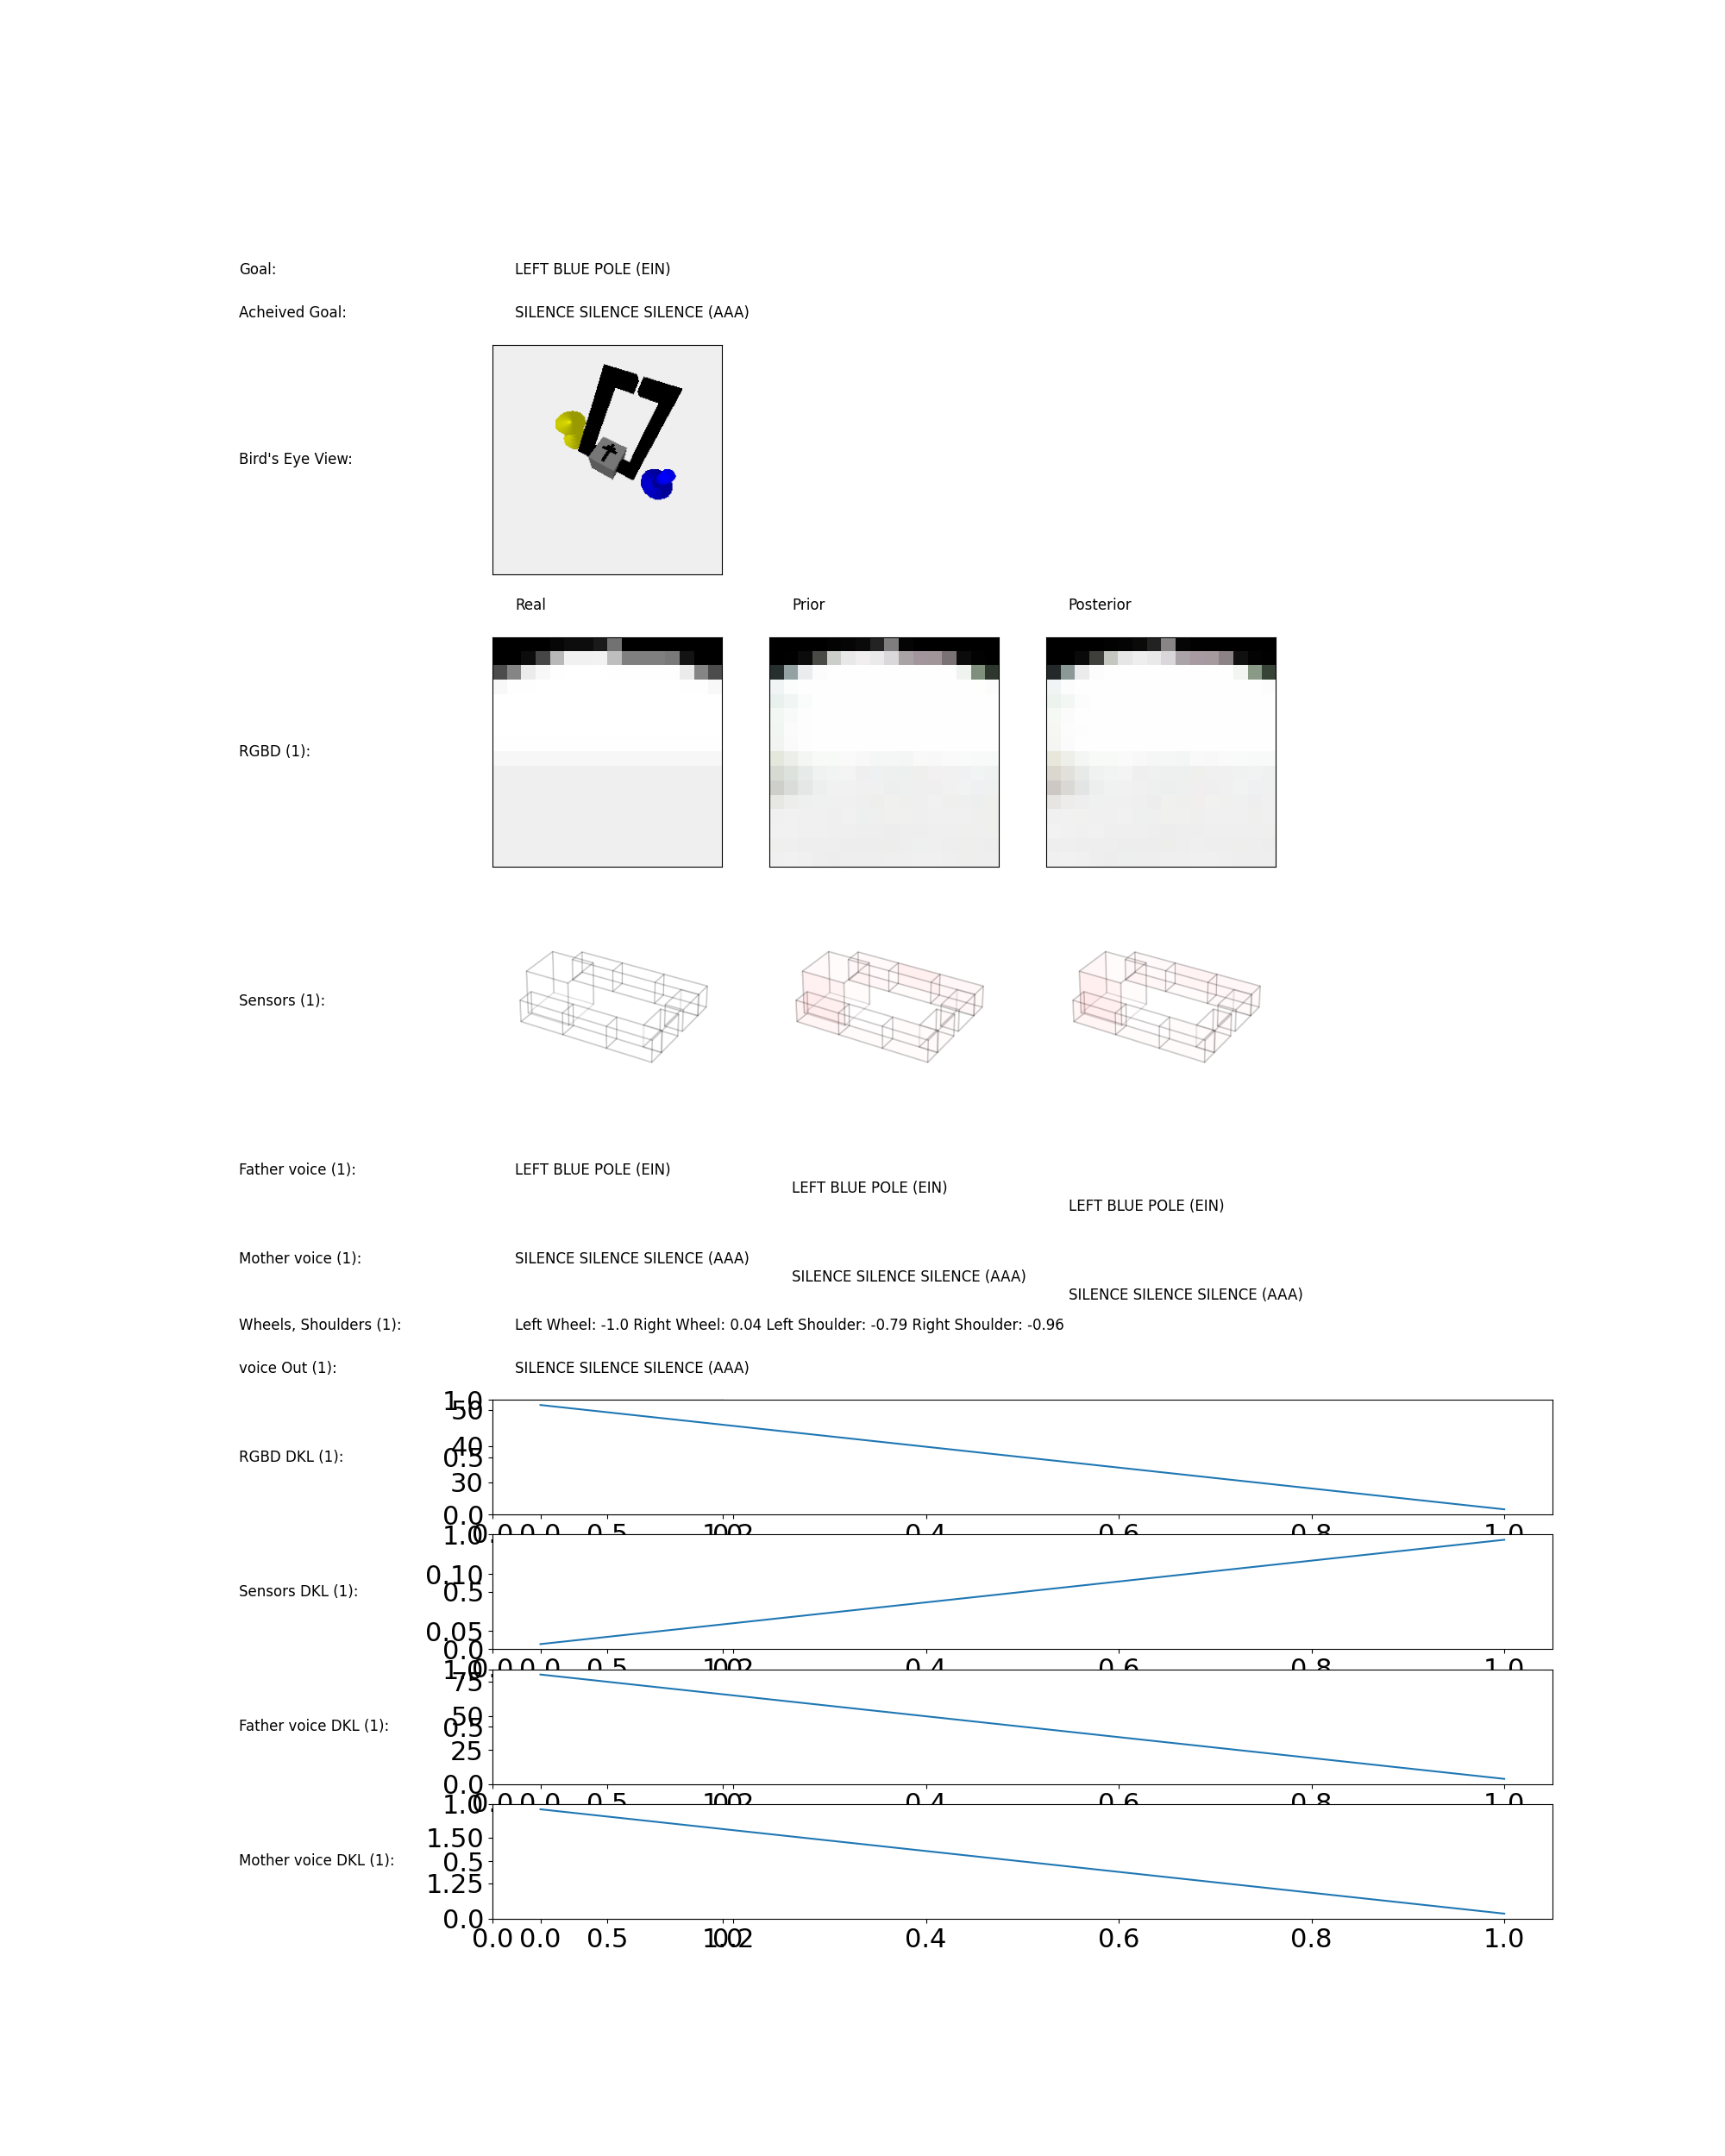 Goal: LEFT BLUE POLE (EIN)
Acheived Goal: SILENCE SILENCE SILENCE (AAA)
Bird's Eye View:
Real Prior Posterior
RGBD (1):
Sensors (1):
Father voice (1): LEFT BLUE POLE (EIN)
LEFT BLUE POLE (EIN)
LEFT BLUE POLE (EIN)
Mother voice (1): SILENCE SILENCE SILENCE (AAA)
SILENCE SILENCE SILENCE (AAA)
SILENCE SILENCE SILENCE (AAA)
Wheels, Shoulders (1): Left Wheel: -1.0 Right Wheel: 0.04 Left Shoulder: -0.79 Right Shoulder: -0.96
voice Out (1): SILENCE SILENCE SILENCE (AAA)
1.0
50
40
RGBD DKL (1): 0.5
30
0.0
0.0 0.0 0.5 1.0 0.2 0.4 0.6 0.8 1.0
1.0
0.10
Sensors DKL (1): 0.5
0.05
0.0
0.0 0.0 0.5 1.0 0.2 0.4 0.6 0.8 1.0
1.0
75
50
Father voice DKL (1): 0.5
25
0.0
0.0 0.0 0.5 1.0 0.2 0.4 0.6 0.8 1.0
1.0
1.50
Mother voice DKL (1): 0.5
1.25
0.0
0.0 0.0 0.5 1.0 0.2 0.4 0.6 0.8 1.0